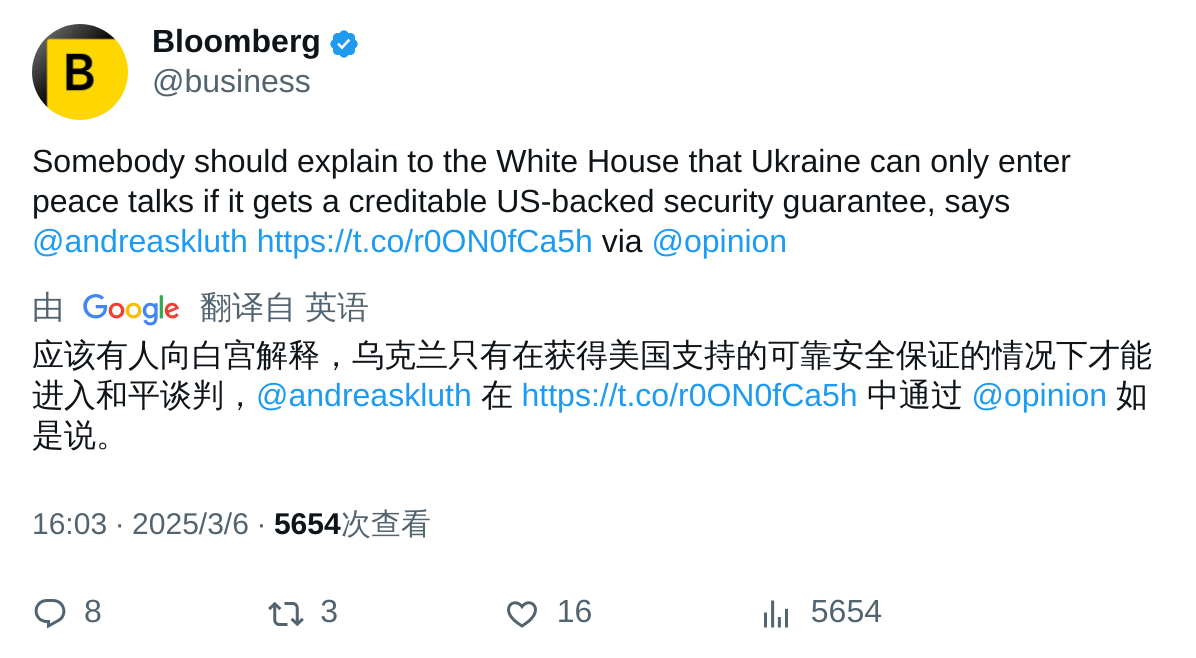 B
Bloomberg
@business
Somebody should explain to the White House that Ukraine can only enter
peace talks if it gets a creditable US-backed security guarantee, says
@andreaskluth https://t.co/r0ON0fCa5h via @opinion
由 Google 翻译自 英语
应该有人向白宫解释，乌克兰只有在获得美国支持的可靠安全保证的情况下才能
进入和平谈判，@andreaskluth 在 https://t.co/r0ON0fCa5h 中通过 @opinion 如
是说。
16:03 · 2025/3/6 · 5654次查看
8 3 16 5654